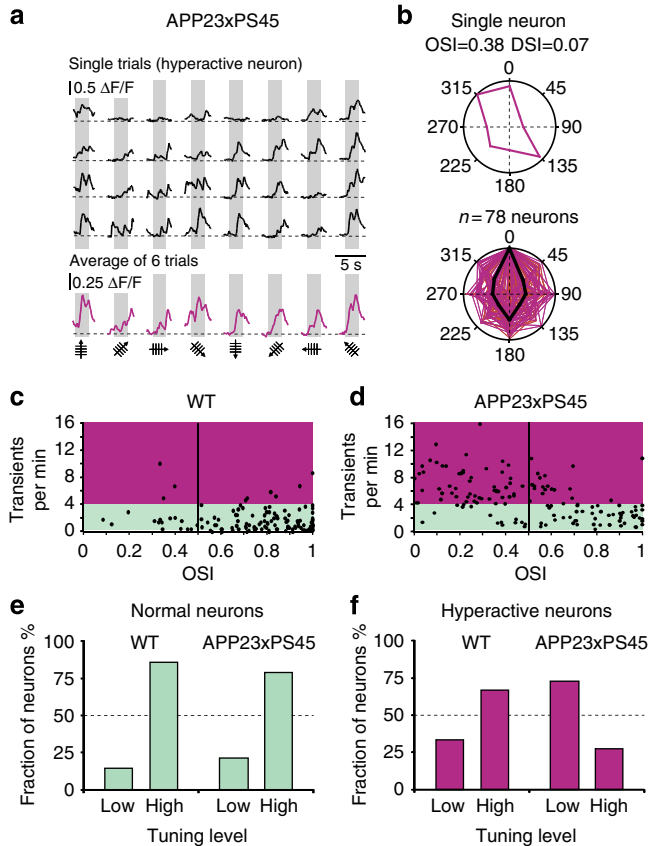 a
APP23xPS45
Single trials (hyperactive neuron)
0.5 ΔF/F
5 s
Average of 6 trials
0.25 ΔF/F
b
Single neuron
OSI=0.38 DSI=0.07
0
315 45
270 90
225 135
180
n=78 neurons
0
315 45
270 90
225 135
180
c
WT
Transients per min
16
12
8
4
0
0 0.2 0.4 0.6 0.8 1
OSI
d
APP23xPS45
Transients per min
16
12
8
4
0
0 0.2 0.4 0.6 0.8 1
OSI
e
Normal neurons
WT APP23xPS45
Fraction of neurons %
100
75
50
25
0
Low High Low High
Tuning level
f
Hyperactive neurons
WT APP23xPS45
Fraction of neurons %
100
75
50
25
0
Low High Low High
Tuning level